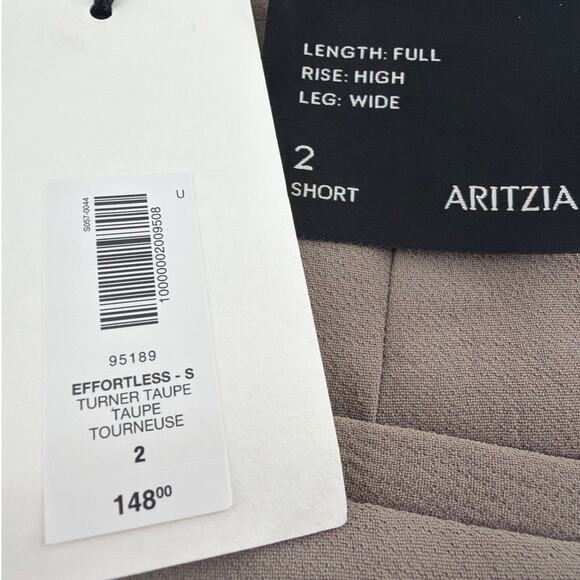 LENGTH: FULL
RISE: HIGH
LEG: WIDE
2
SHORT
ARITZIA
S057-0044
U
10000002009508
95189
EFFORTLESS - S
TURNER TAUPE
TAUPE
TOURNEUSE
2
148⁰⁰